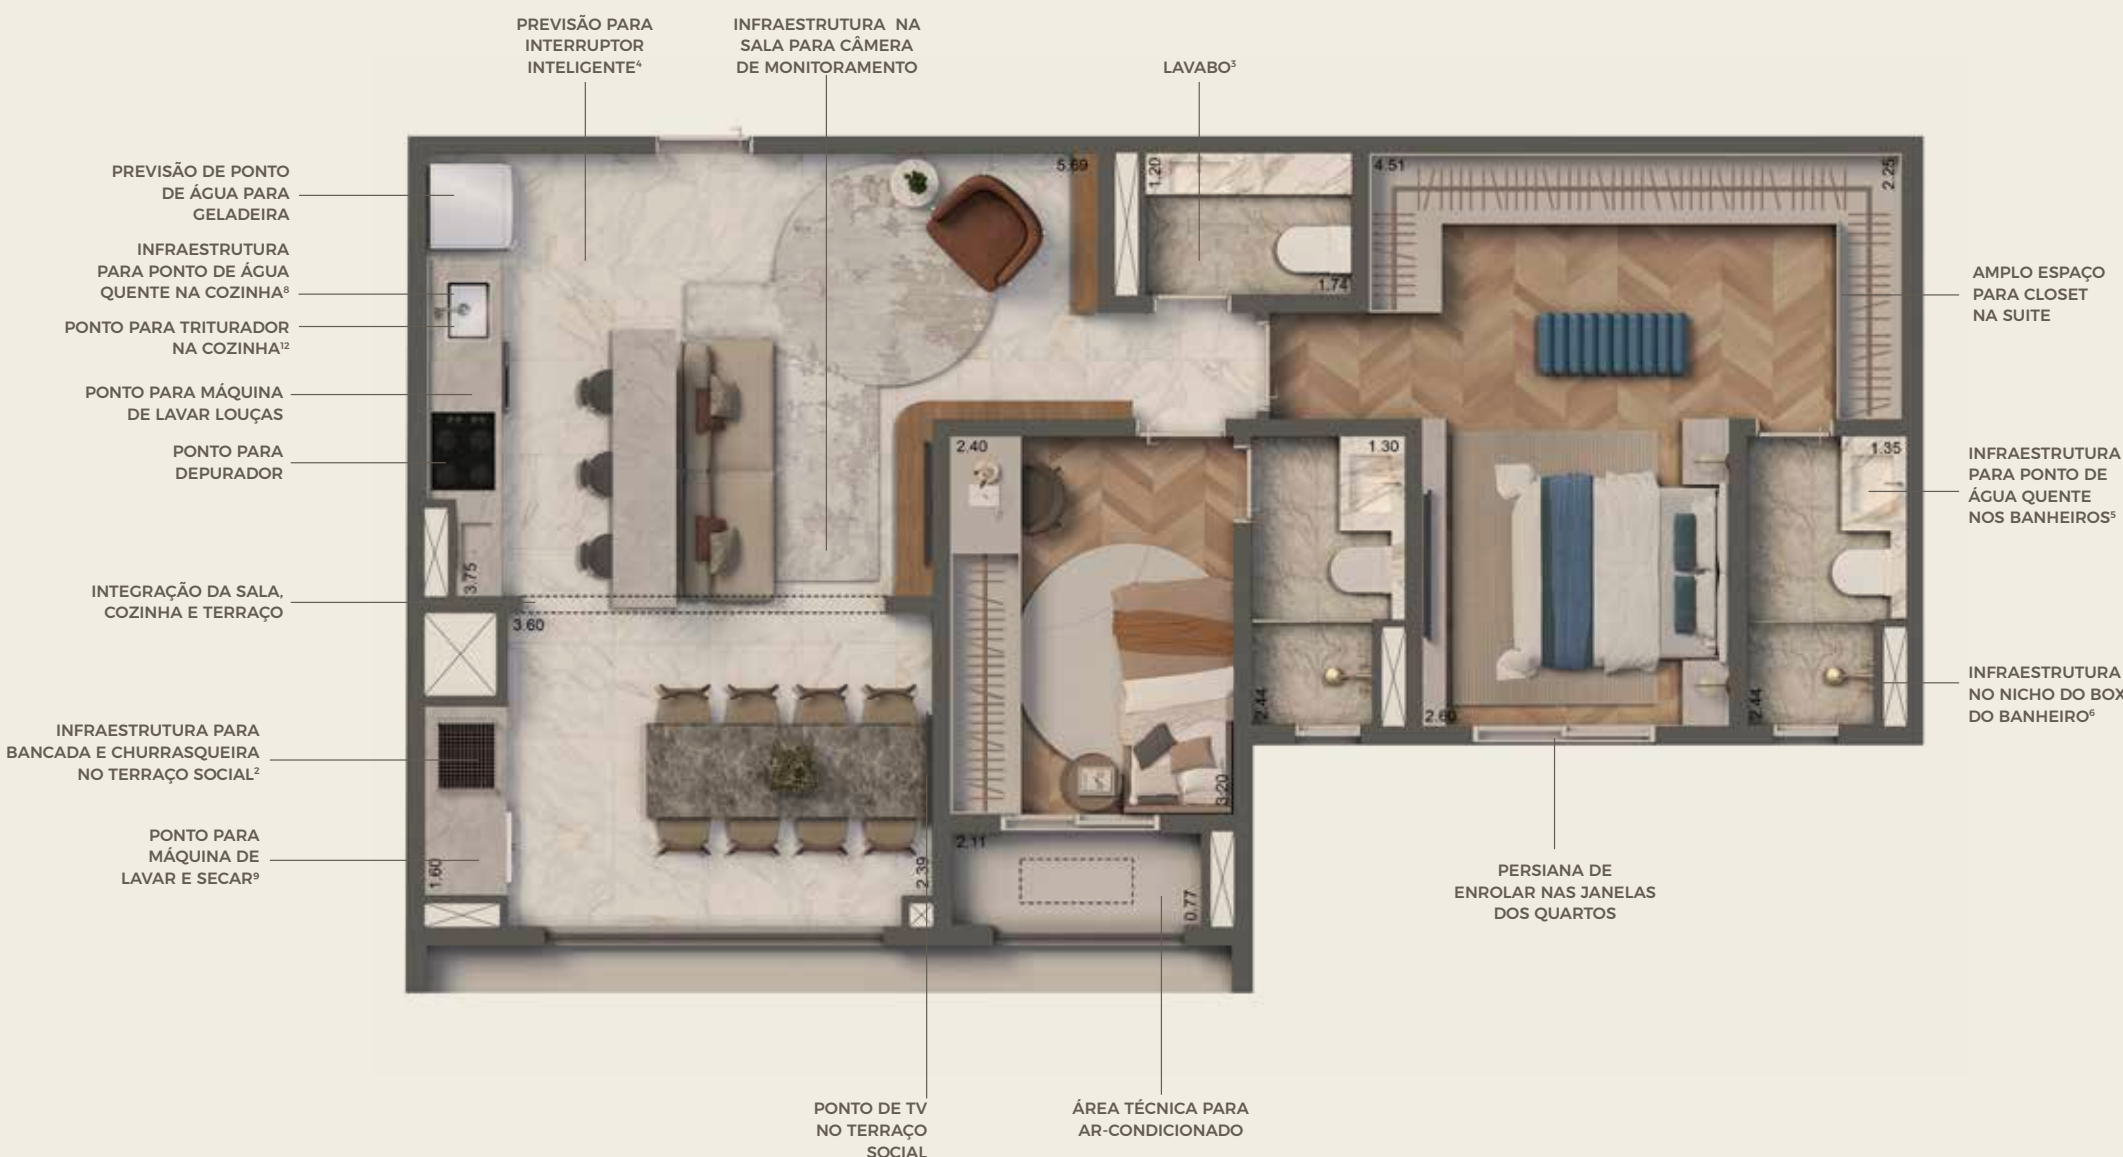 PREVISÃO PARA
INTERRUPTOR
INTELIGENTE⁴
INFRAESTRUTURA NA
SALA PARA CÂMERA
DE MONITORAMENTO
LAVABO³
PREVISÃO DE PONTO
DE ÁGUA PARA
GELADEIRA
INFRAESTRUTURA
PARA PONTO DE ÁGUA
QUENTE NA COZINHA⁸
PONTO PARA TRITURADOR
NA COZINHA¹²
PONTO PARA MÁQUINA
DE LAVAR LOUÇAS
PONTO PARA
DEPURADOR
INTEGRAÇÃO DA SALA,
COZINHA E TERRAÇO
INFRAESTRUTURA PARA
BANCADA E CHURRASQUEIRA
NO TERRAÇO SOCIAL²
PONTO PARA
MÁQUINA DE
LAVAR E SECAR⁹
5.69
1.20
1.74
4.51
2.25
2.40
1.30
1.35
3.75
3.60
2.44
2.60
2.44
3.20
2.11
1.60
2.39
0.77
AMPLO ESPAÇO
PARA CLOSET
NA SUITE
INFRAESTRUTURA
PARA PONTO DE
ÁGUA QUENTE
NOS BANHEIROS⁵
INFRAESTRUTURA
NO NICHO DO BOX
DO BANHEIRO⁶
PERSIANA DE
ENROLAR NAS JANELAS
DOS QUARTOS
PONTO DE TV
NO TERRAÇO
SOCIAL
ÁREA TÉCNICA PARA
AR-CONDICIONADO